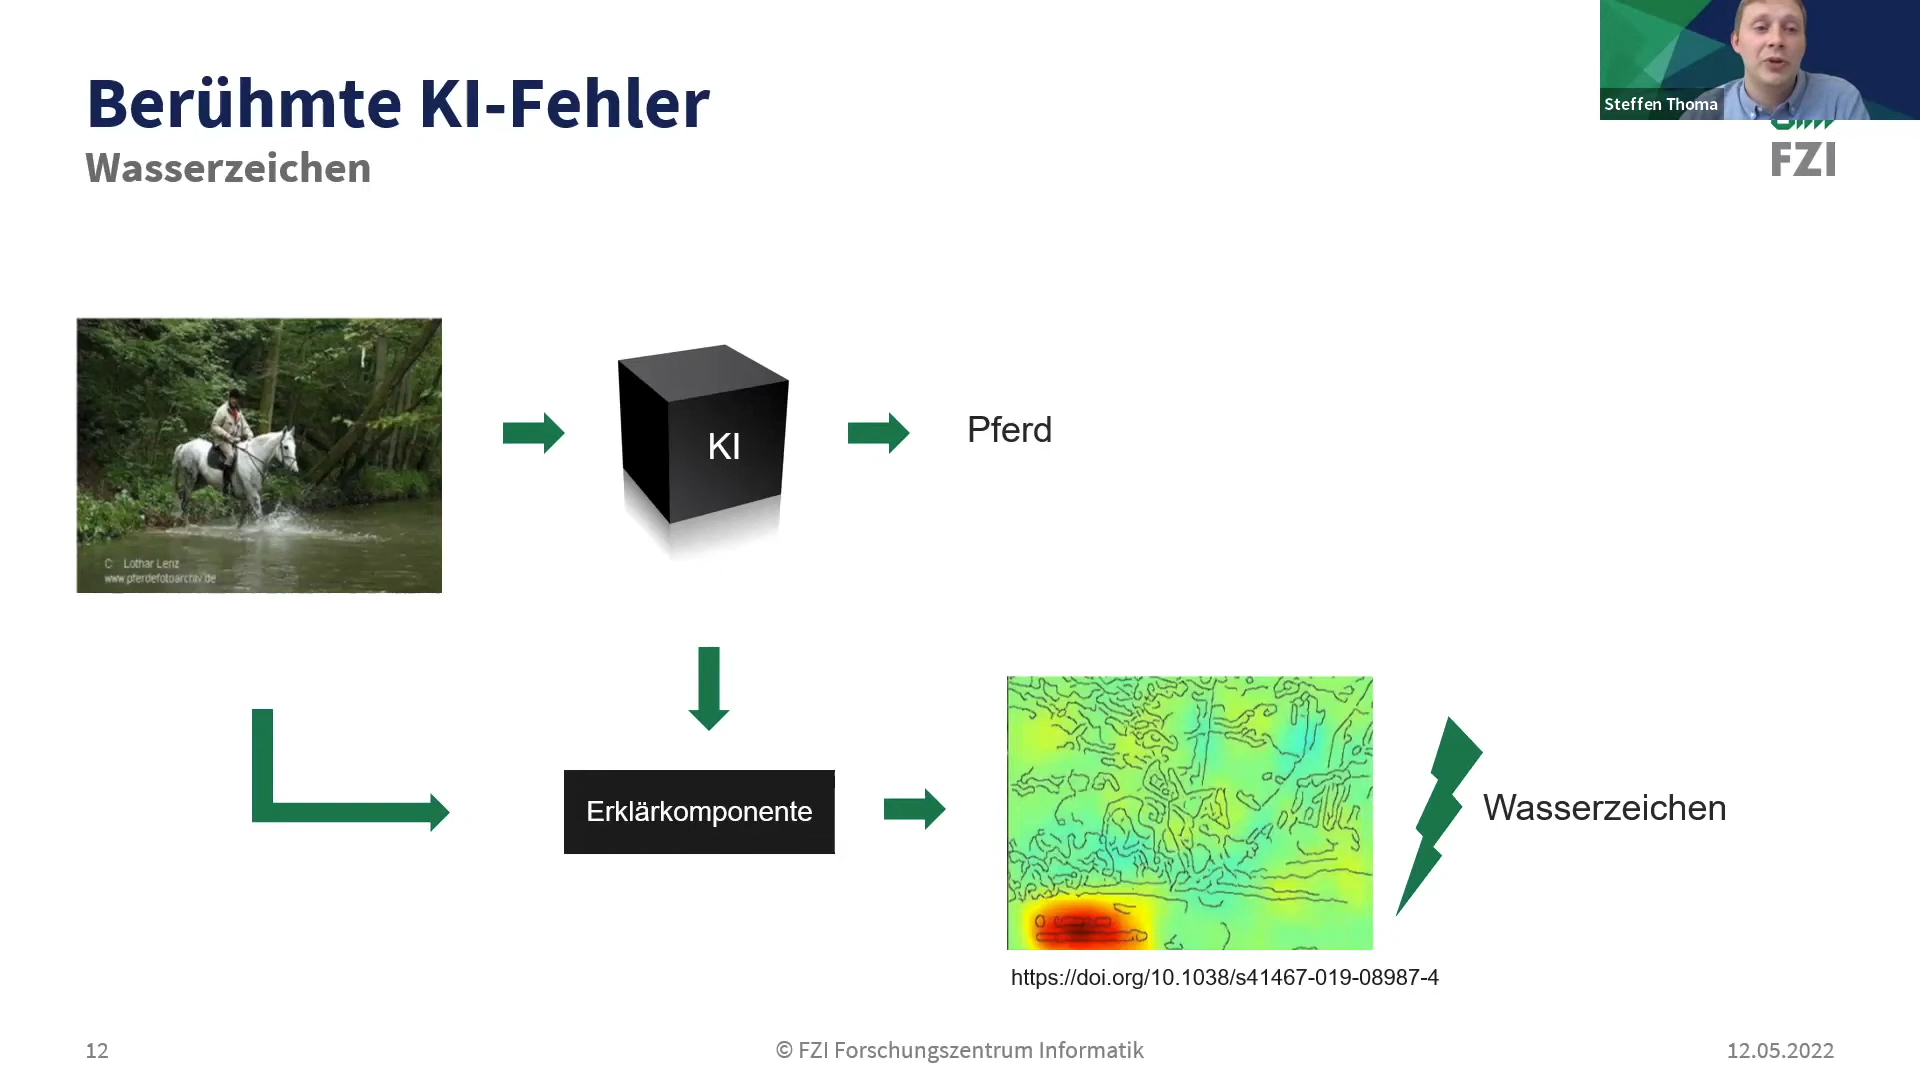 Berühmte KI-Fehler
Wasserzeichen
Steffen Thoma
FZI
KI
Pferd
C Lothar Lenz
www.pferdefotoarchiv.de
Erklärkomponente
Wasserzeichen
https://doi.org/10.1038/s41467-019-08987-4
12
© FZI Forschungszentrum Informatik
12.05.2022